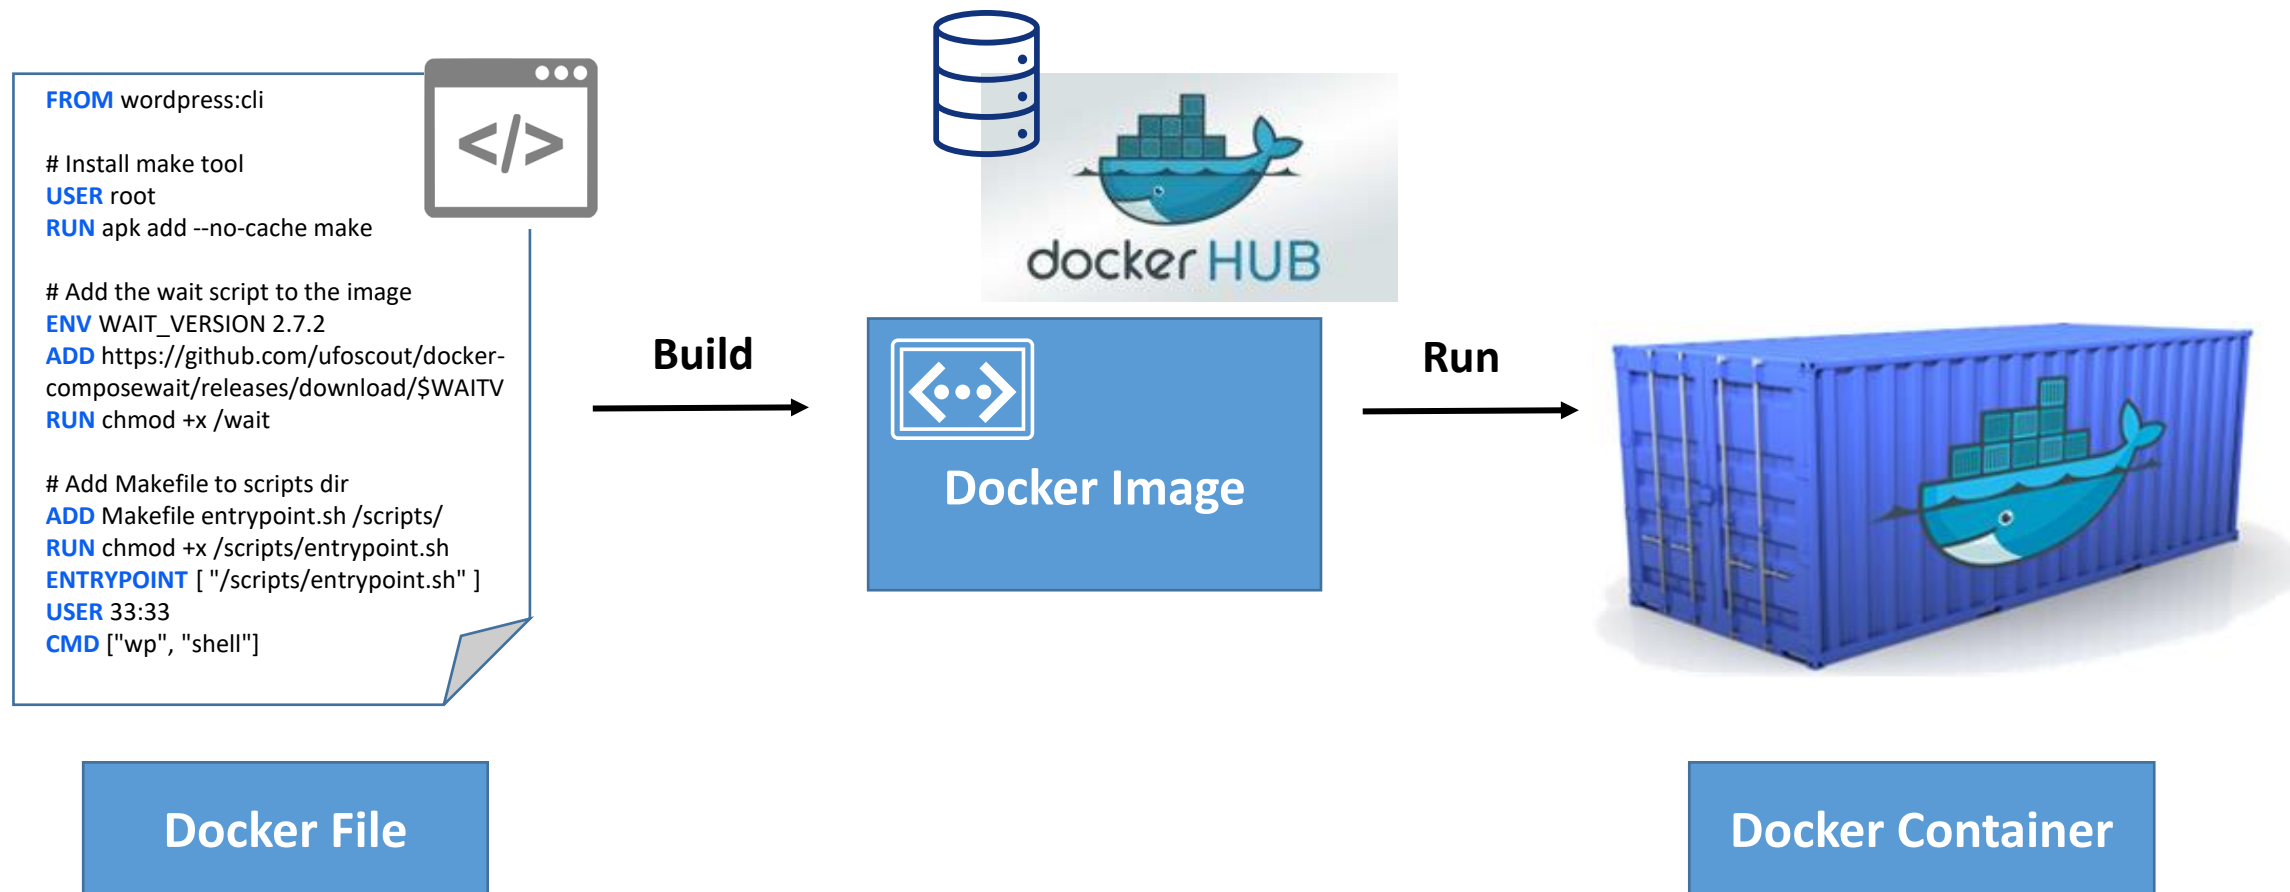 FROM wordpress:cli
# Install make tool
USER root
RUN apk add --no-cache make
# Add the wait script to the image
ENV WAIT_VERSION 2.7.2
ADD https://github.com/ufoscout/docker-
composewait/releases/download/$WAITV
RUN chmod +x /wait
# Add Makefile to scripts dir
ADD Makefile entrypoint.sh /scripts/
RUN chmod +x /scripts/entrypoint.sh
ENTRYPOINT [ "/scripts/entrypoint.sh" ]
USER 33:33
CMD ["wp", "shell"]
</>
Docker File
Build
docker HUB
Docker Image
Run
Docker Container